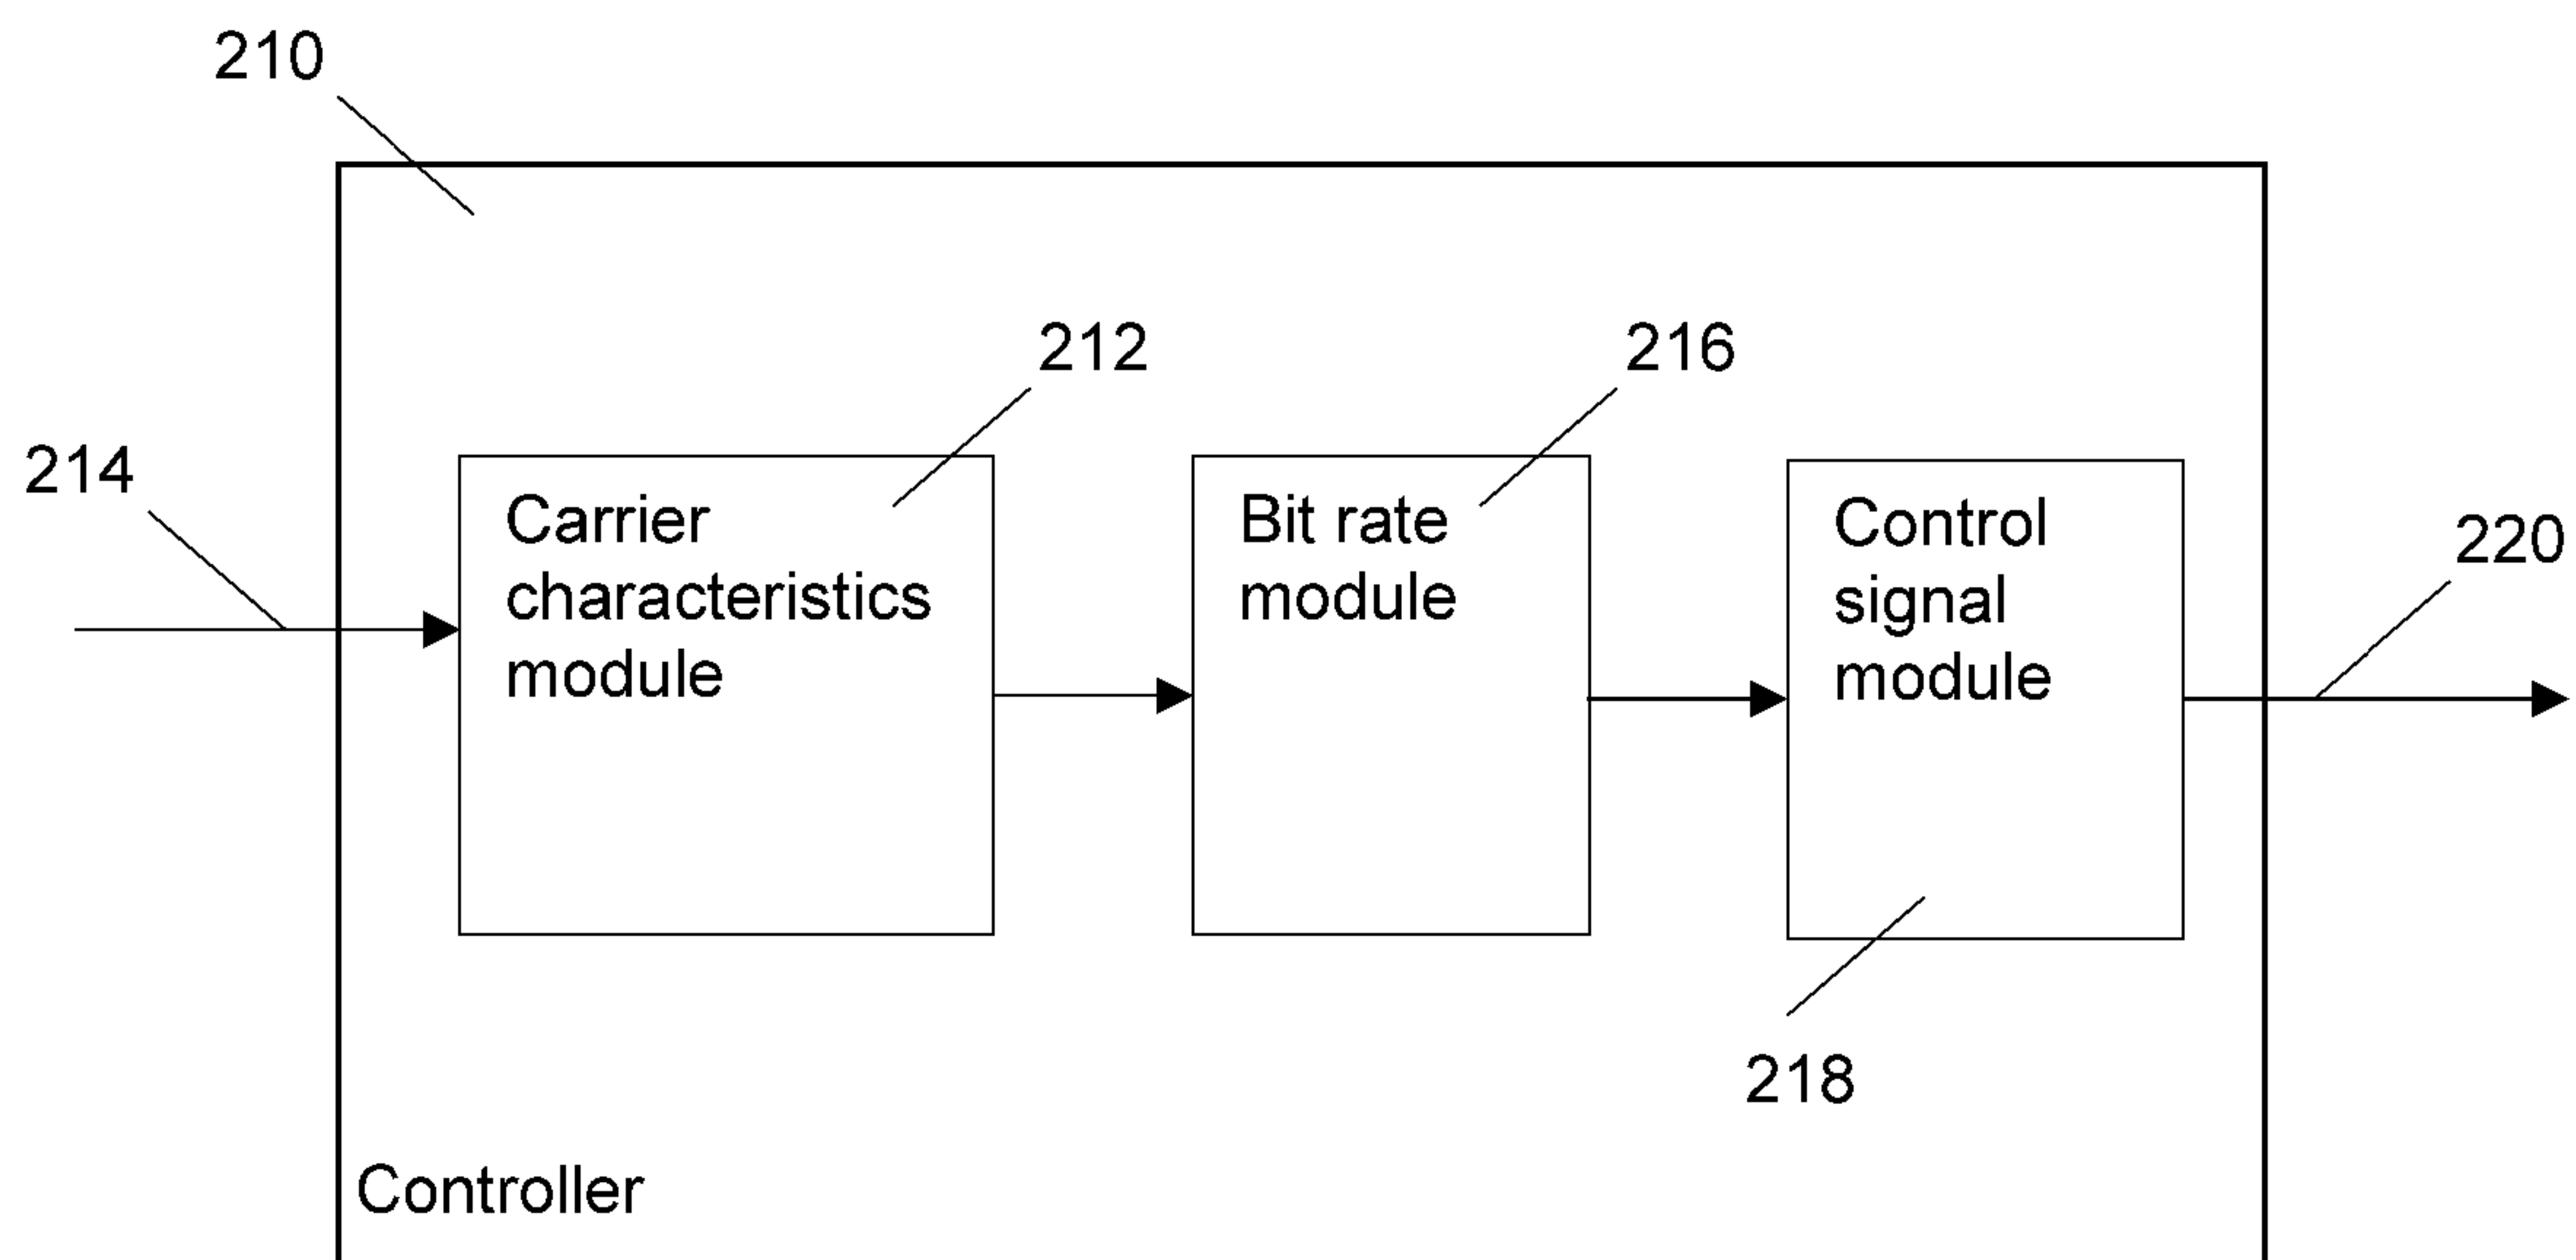 210
212
216
214
Carrier
characteristics
module
Bit rate
module
Control
signal
module
220
218
Controller